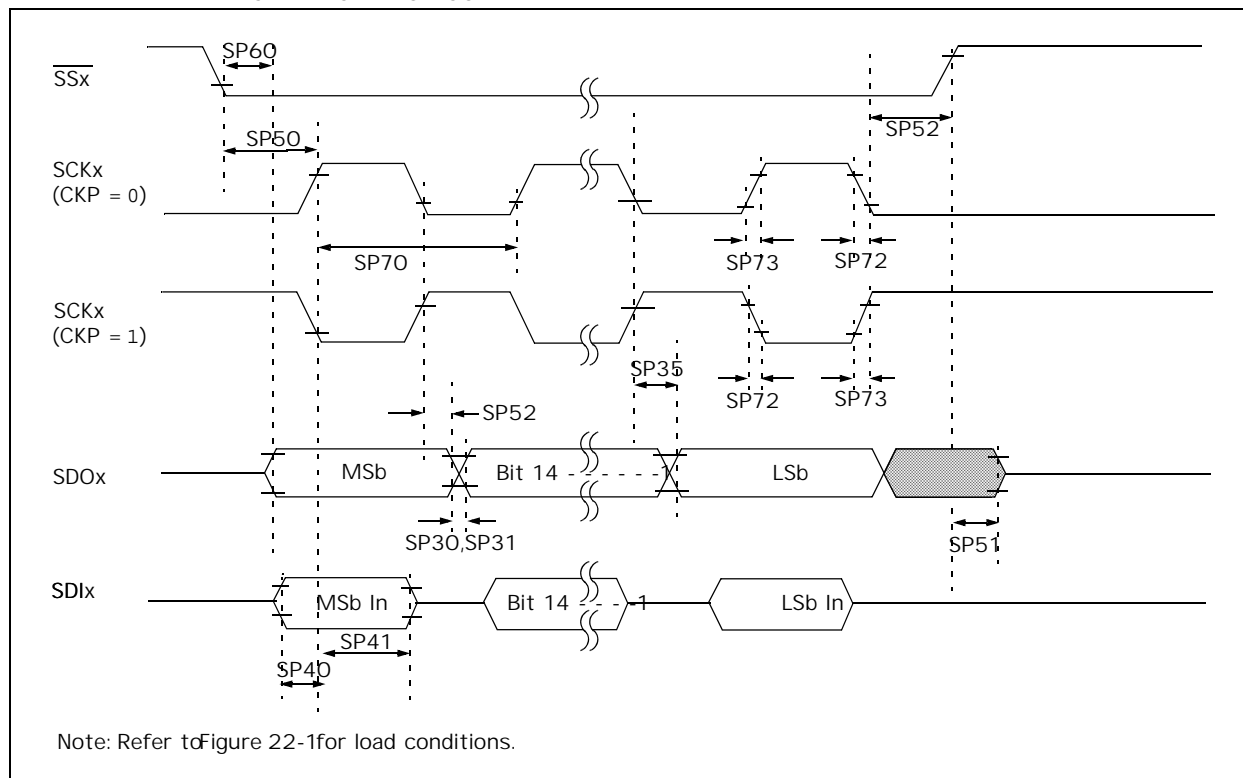 SP60
SSx
SP50
SP52
SCKx
(CKP = 0)
SP70
SP73
SP72
SCKx
(CKP = 1)
SP35
SP72
SP73
SP52
SDOx
MSb
Bit 14 - - - - - -1
LSb
SP30,SP31
SP51
SDIx
MSb In
Bit 14 - - - -1
LSb In
SP41
SP40
Note: Refer toFigure 22-1for load conditions.